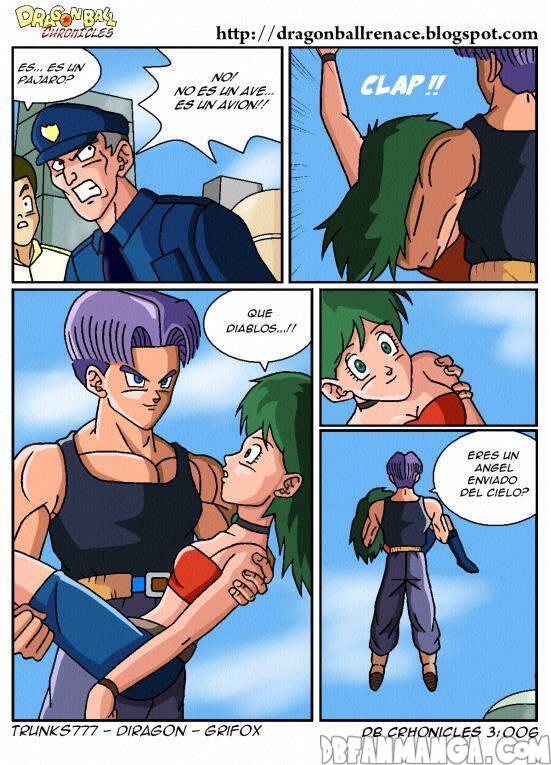 DRAGON BALL
CHRONICLES
http://dragonballrenace.blogspot.com
ES... ES UN
PAJARO?
NO!
NO ES UN AVE...
ES UN AVION!!
CLAP!!
QUE
DIABLOS...!!
ERES UN
ANGEL
ENVIADO
DEL CIELO?
TRUNKS777 - DIRAGON - GRIFOX
DB CRHONICLES 3:006
DBFANMANGA.COM